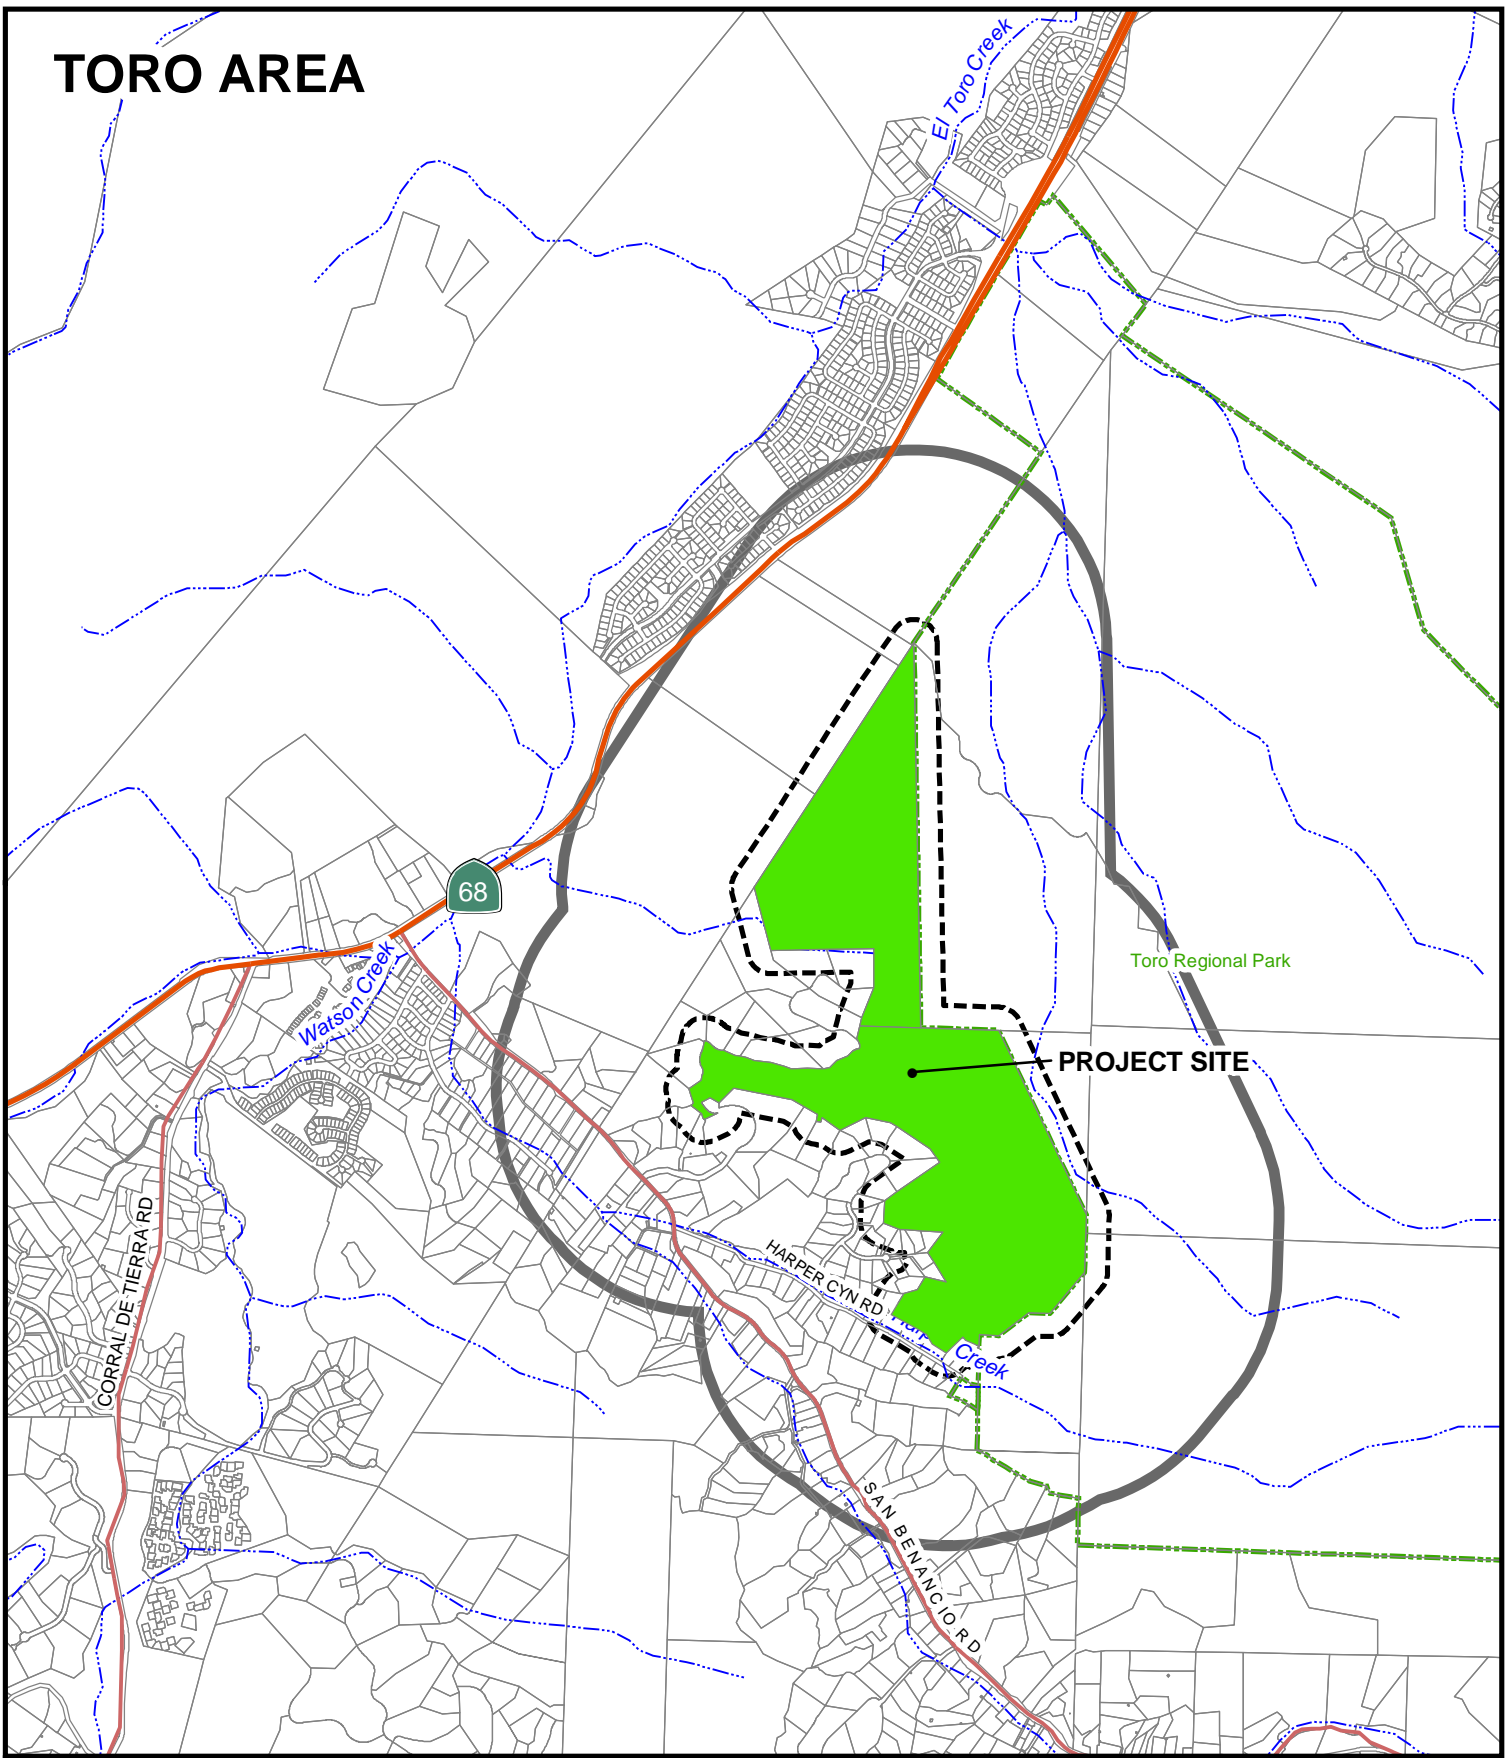 TORO AREA
El Toro Creek
68
Watson Creek
Toro Regional Park
PROJECT SITE
CORRAL DE TIERRA RD
HARPER CYN RD
Creek
SAN BENANCIO RD